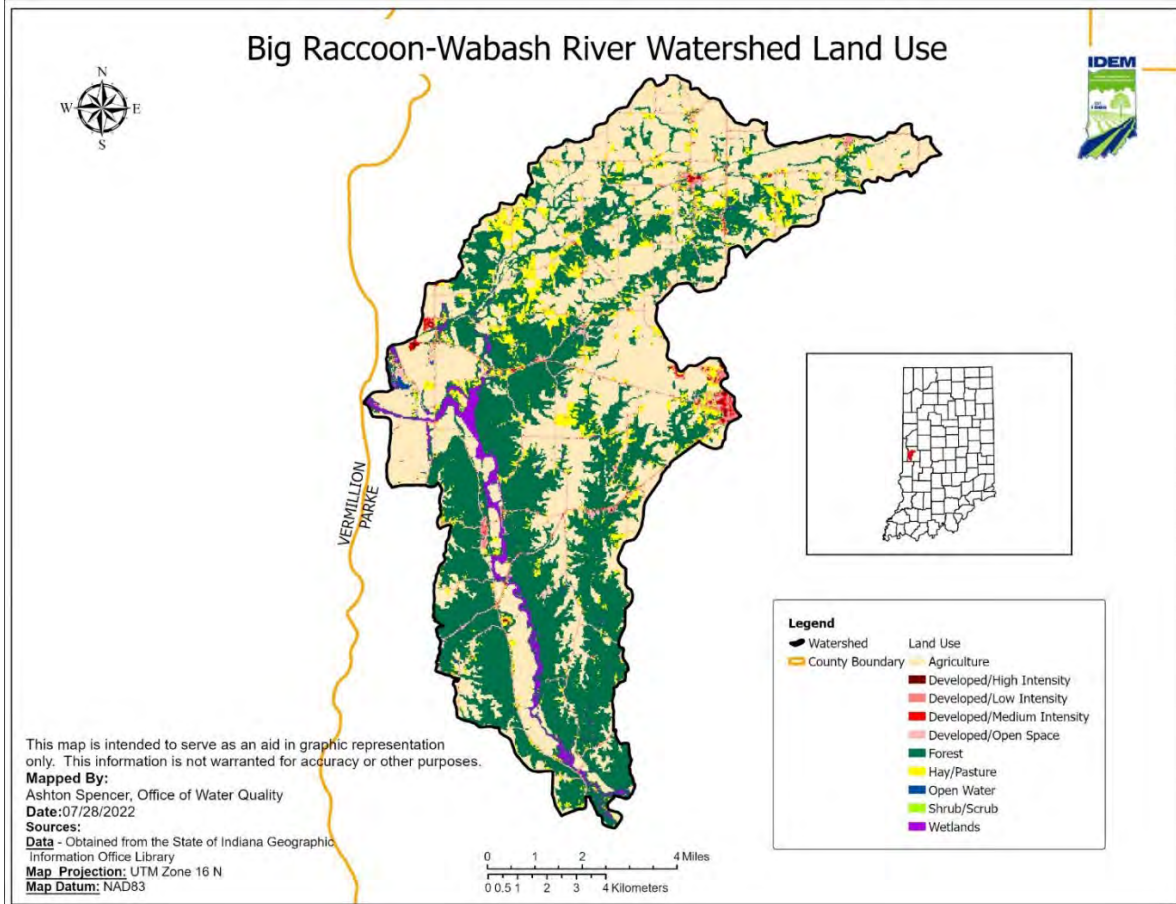 Big Raccoon-Wabash River Watershed Land Use
N
W
E
S
IDEM
VERMILLION
PARKE
Legend
Watershed
County Boundary
Land Use
Agriculture
Developed/High Intensity
Developed/Low Intensity
Developed/Medium Intensity
Developed/Open Space
Forest
Hay/Pasture
Open Water
Shrub/Scrub
Wetlands
This map is intended to serve as an aid in graphic representation
only. This information is not warranted for accuracy or other purposes.
Mapped By:
Ashton Spencer, Office of Water Quality
Date:07/28/2022
Sources:
Data - Obtained from the State of Indiana Geographic
Information Office Library
Map Projection: UTM Zone 16 N
Map Datum: NAD83
0 1 2 4 Miles
0 0.5 1 2 3 4 Kilometers